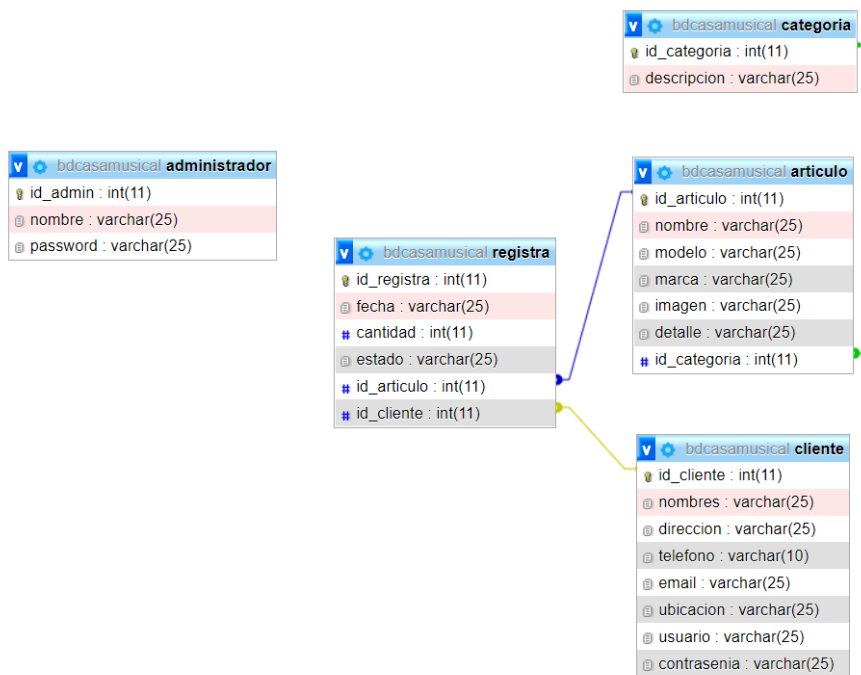 v bdcasamusical categoria
id_categoria : int(11)
descripcion : varchar(25)
v bdcasamusical administrador
id_admin : int(11)
nombre : varchar(25)
password : varchar(25)
v bdcasamusical registra
id_registra : int(11)
fecha : varchar(25)
# cantidad : int(11)
estado : varchar(25)
# id_articulo : int(11)
# id_cliente : int(11)
v bdcasamusical articulo
id_articulo : int(11)
nombre : varchar(25)
modelo : varchar(25)
marca : varchar(25)
imagen : varchar(25)
detalle : varchar(25)
# id_categoria : int(11)
v bdcasamusical cliente
id_cliente : int(11)
nombres : varchar(25)
direccion : varchar(25)
telefono : varchar(10)
email : varchar(25)
ubicacion : varchar(25)
usuario : varchar(25)
contrasenia : varchar(25)